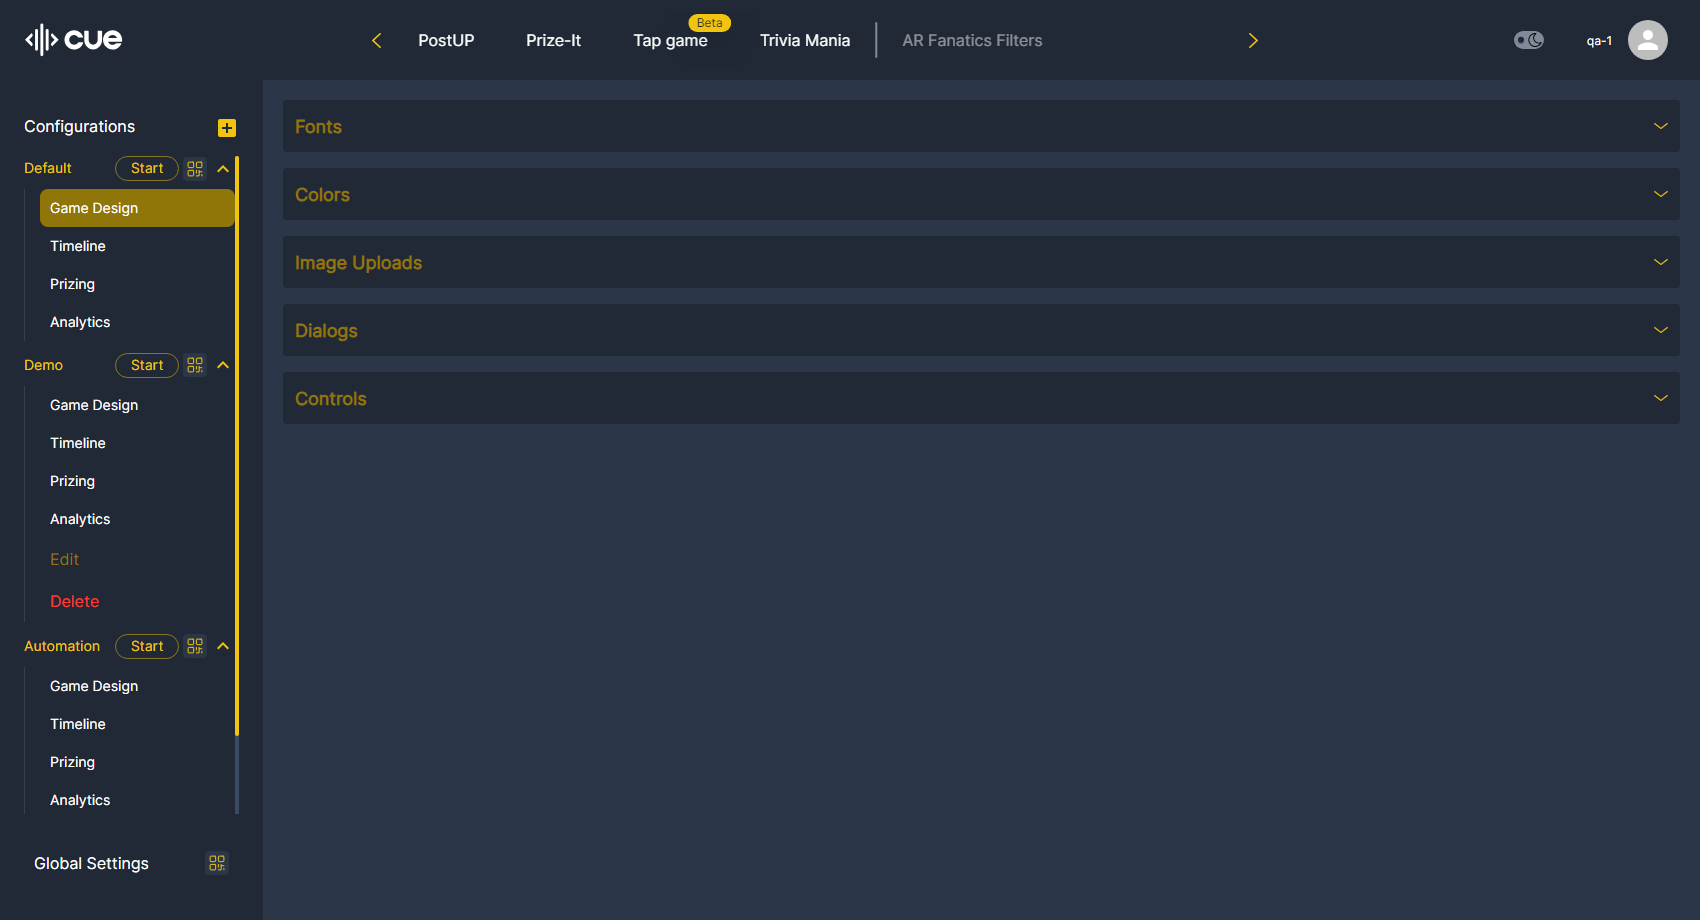 cue
PostUP Prize-It Tap game Beta Trivia Mania AR Fanatics Filters
qa-1
Configurations
Default Start
Game Design
Timeline
Prizing
Analytics
Demo Start
Game Design
Timeline
Prizing
Analytics
Edit
Delete
Automation Start
Game Design
Timeline
Prizing
Analytics
Global Settings
Fonts
Colors
Image Uploads
Dialogs
Controls